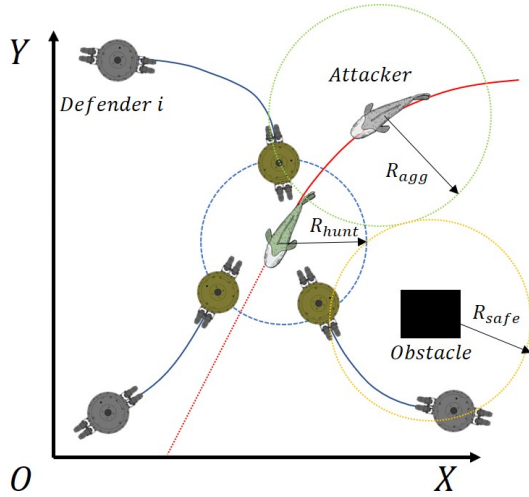 Y
Attacker
Defender i
R_agg
R_hunt
R_safe
Obstacle
O
X